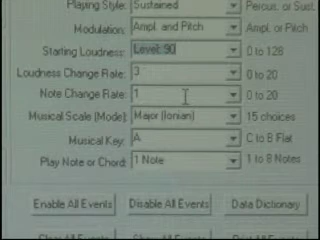 Playing Style: Sustained Percus. or Sust.
Modulation: Ampl. and Pitch Ampl. or Pitch
Starting Loudness: Level: 90 0 to 128
Loudness Change Rate: 3 0 to 20
Note Change Rate: 1 0 to 20
Musical Scale (Mode): Major (Ionian) 15 choices
Musical Key: A C to B Flat
Play Note or Chord: 1 Note 1 to 8 Notes
Enable All Events Disable All Events Data Dictionary